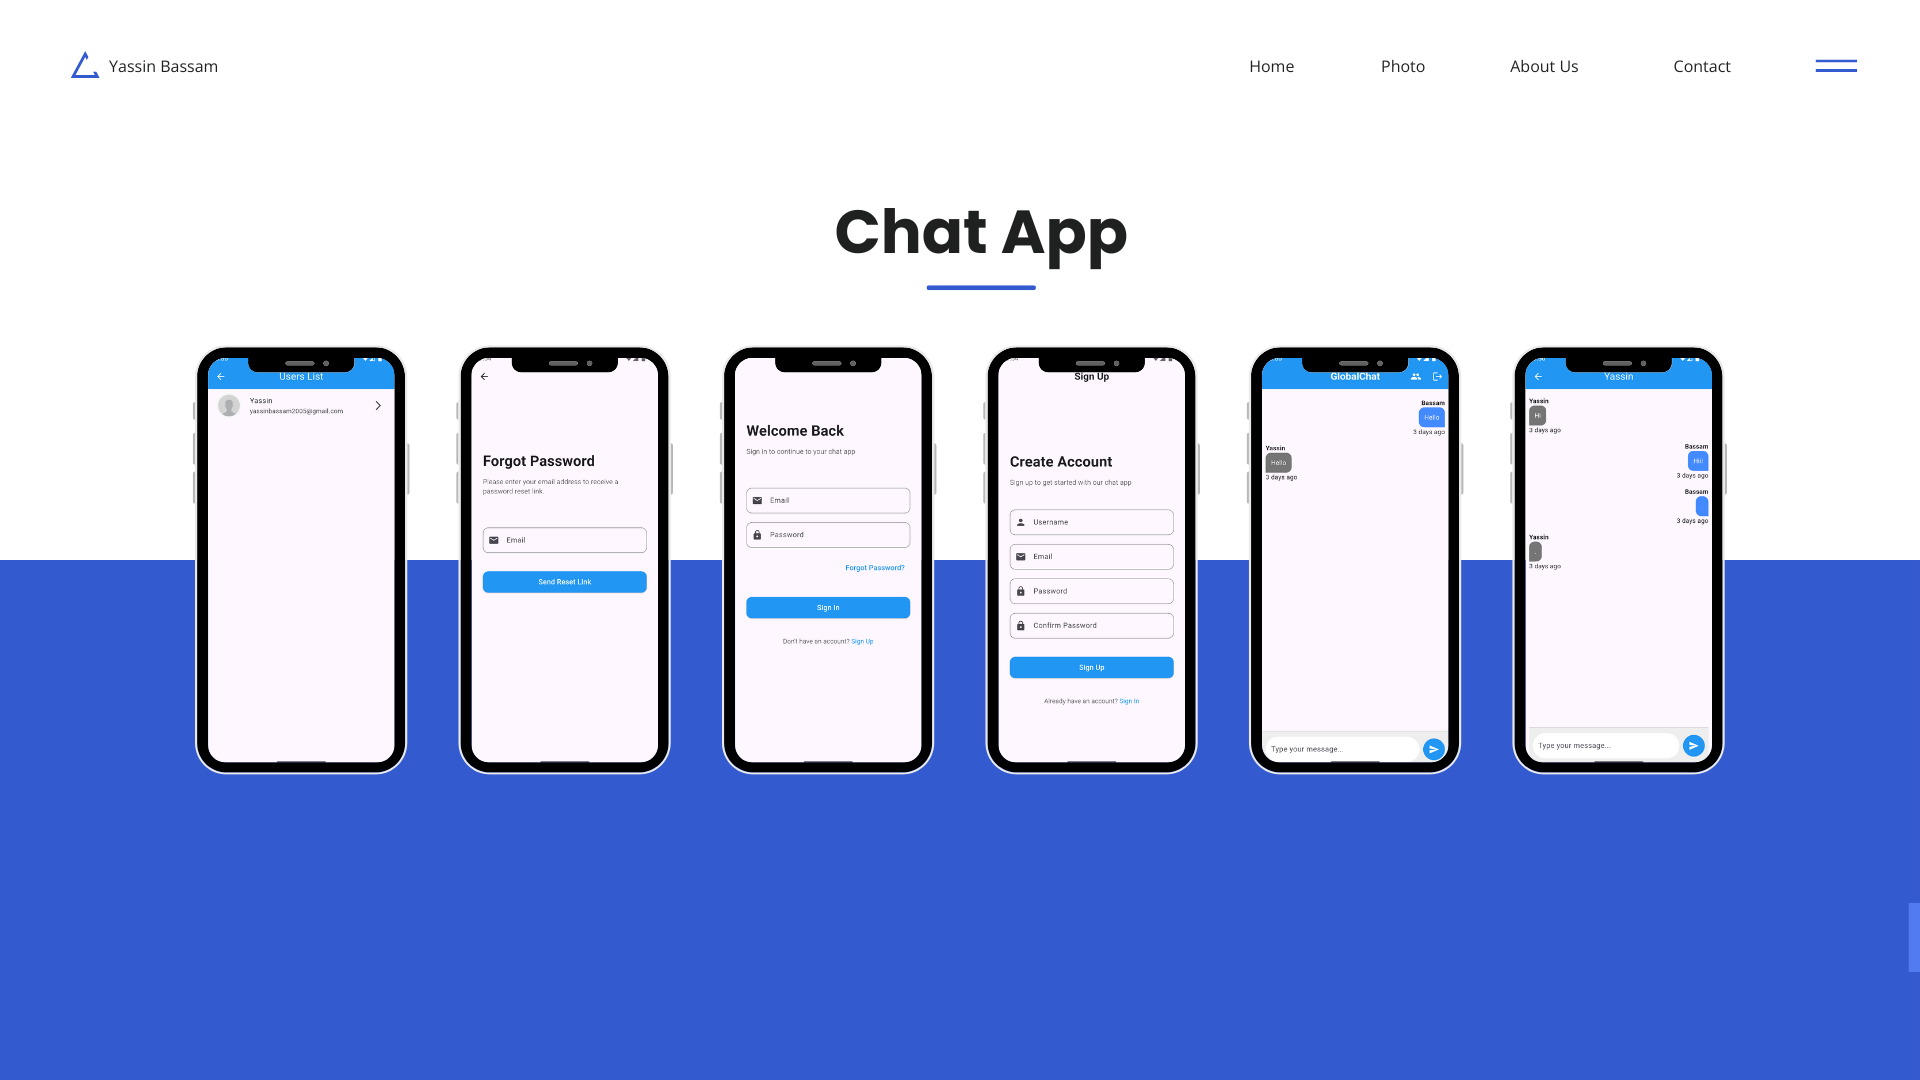 Yassin Bassam
Home
Photo
About Us
Contact
Chat App
Users List
Yassin
yassinbassam2005@gmail.com
Forgot Password
Please enter your email address to receive a
password reset link.
Email
Send Reset Link
Welcome Back
Sign in to continue to your chat app
Email
Password
Forgot Password?
Sign In
Don't have an account? Sign Up
Sign Up
Create Account
Sign up to get started with our chat app
Username
Email
Password
Confirm Password
Sign Up
Already have an account? Sign In
GlobalChat
Bassam
Hello
3 days ago
Yassin
Hello
3 days ago
Type your message...
Yassin
Yassin
Hi
3 days ago
Bassam
Hiii
3 days ago
Bassam
3 days ago
Yassin
3 days ago
Type your message...